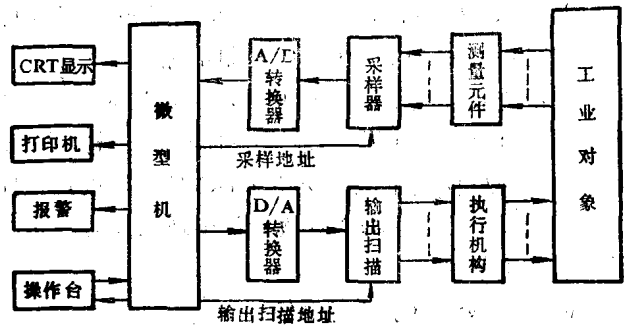 CRT显示
打印机
报警
操作台
微型机
A/D
转换器
采样器
测量元件
工业对象
采样地址
D/A
转换器
输出扫描
执行机构
输出扫描地址